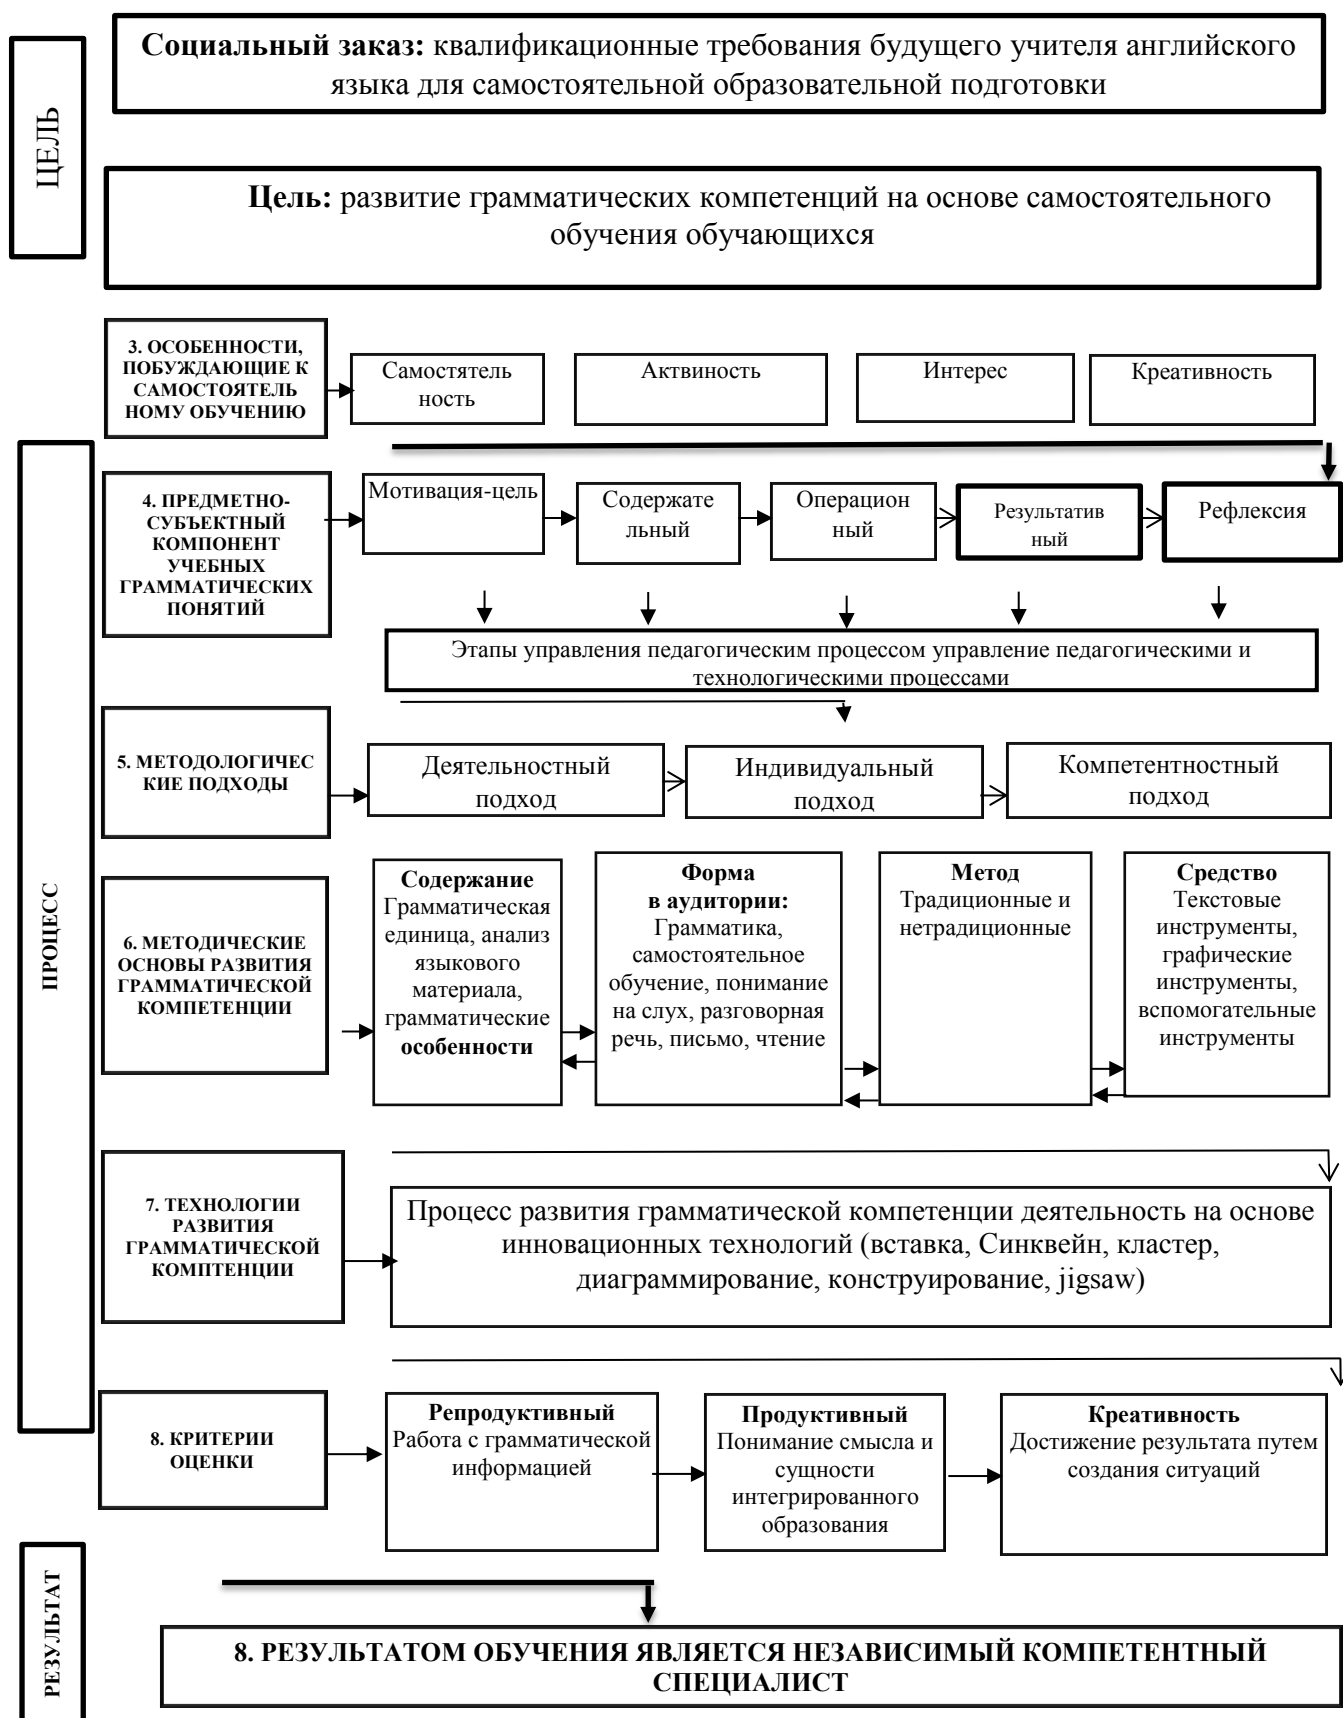 Социальный заказ: квалификационные требования будущего учителя английского
языка для самостоятельной образовательной подготовки
ЦЕЛЬ
Цель: развитие грамматических компетенций на основе самостоятельного
обучения обучающихся
3. ОСОБЕННОСТИ,
ПОБУЖДАЮЩИЕ К
САМОСТОЯТЕЛЬ
НОМУ ОБУЧЕНИЮ
Самостятель
ность
Актвиность
Интерес
Креативность
ПРОЦЕСС
4. ПРЕДМЕТНО-
СУБЪЕКТНЫЙ
КОМПОНЕНТ
УЧЕБНЫХ
ГРАММАТИЧЕСКИХ
ПОНЯТИЙ
Мотивация-цель
Содержате
льный
Операцион
ный
Результатив
ный
Рефлексия
Этапы управления педагогическим процессом управление педагогическими и
технологическими процессами
5. МЕТОДОЛОГИЧЕС
КИЕ ПОДХОДЫ
Деятельностный
подход
Индивидуальный
подход
Компетентностный
подход
6. МЕТОДИЧЕСКИЕ
ОСНОВЫ РАЗВИТИЯ
ГРАММАТИЧЕСКОЙ
КОМПЕТЕНЦИИ
Содержание
Грамматическая
единица, анализ
языкового
материала,
грамматические
особенности
Форма
в аудитории:
Грамматика,
самостоятельное
обучение, понимание
на слух, разговорная
речь, письмо, чтение
Метод
Традиционные и
нетрадиционные
Средство
Текстовые
инструменты,
графические
инструменты,
вспомогательные
инструменты
7. ТЕХНОЛОГИИ
РАЗВИТИЯ
ГРАММАТИЧЕСКОЙ
КОМПТЕНЦИИ
Процесс развития грамматической компетенции деятельность на основе
инновационных технологий (вставка, Синквейн, кластер,
диаграммирование, конструирование, jigsaw)
8. КРИТЕРИИ
ОЦЕНКИ
Репродуктивный
Работа с грамматической
информацией
Продуктивный
Понимание смысла и
сущности
интегрированного
образования
Креативность
Достижение результата путем
создания ситуаций
РЕЗУЛЬТАТ
8. РЕЗУЛЬТАТОМ ОБУЧЕНИЯ ЯВЛЯЕТСЯ НЕЗАВИСИМЫЙ КОМПЕТЕНТНЫЙ
СПЕЦИАЛИСТ